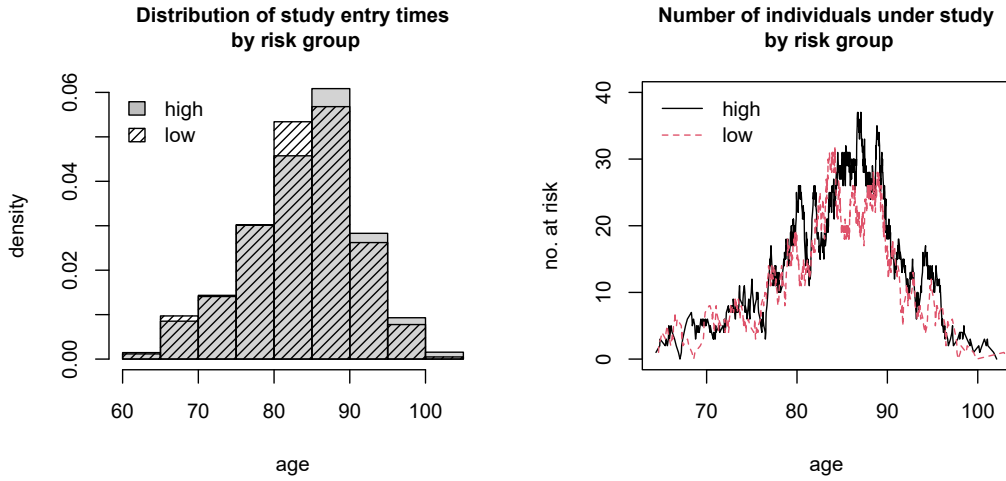 Distribution of study entry times
by risk group
0.06
0.04
0.02
0.00
density
high
low
60
70
80
90
100
age
Number of individuals under study
by risk group
40
30
20
10
0
no. at risk
high
low
70
80
90
100
age